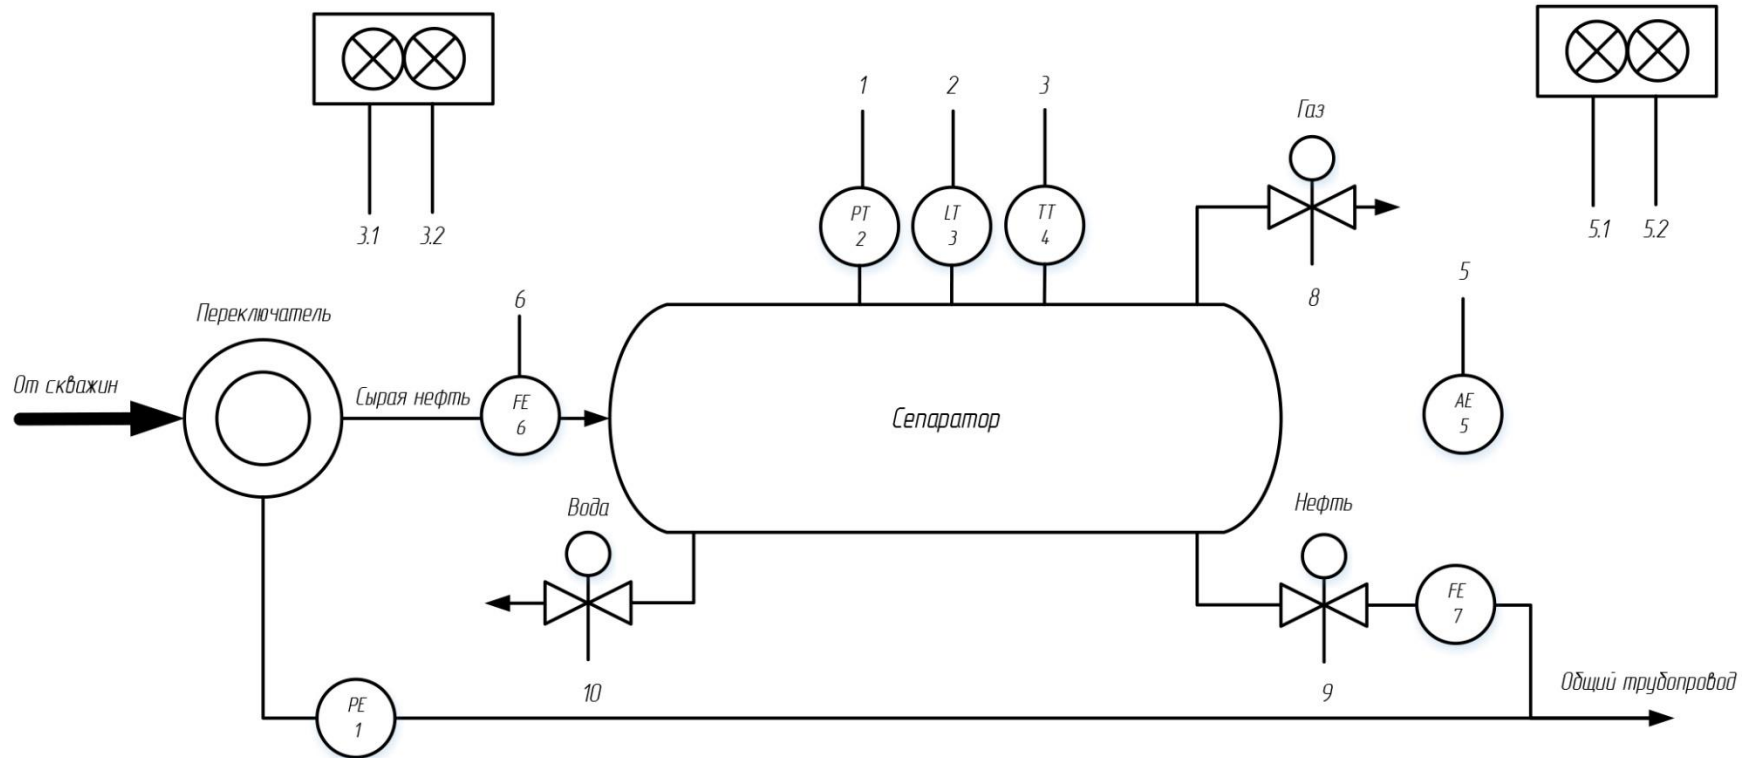 3.1 3.2
1 2 3
PT
2
LT
3
TT
4
Газ
8
5.1 5.2
5
AE
5
Переключатель
От скважин
Сырая нефть
6
FE
6
Сепаратор
Вода
10
Нефть
9
FE
7
PE
1
Общий трубопровод